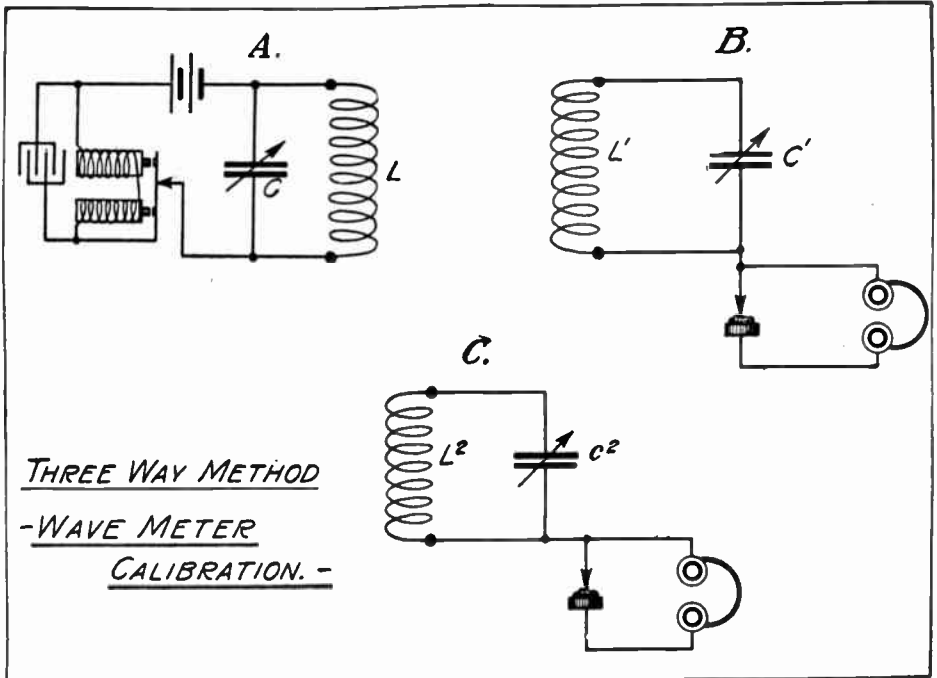 A.
B.
C
L
L'
C'
C.
L²
C²
THREE WAY METHOD
-WAVE METER
CALIBRATION.-